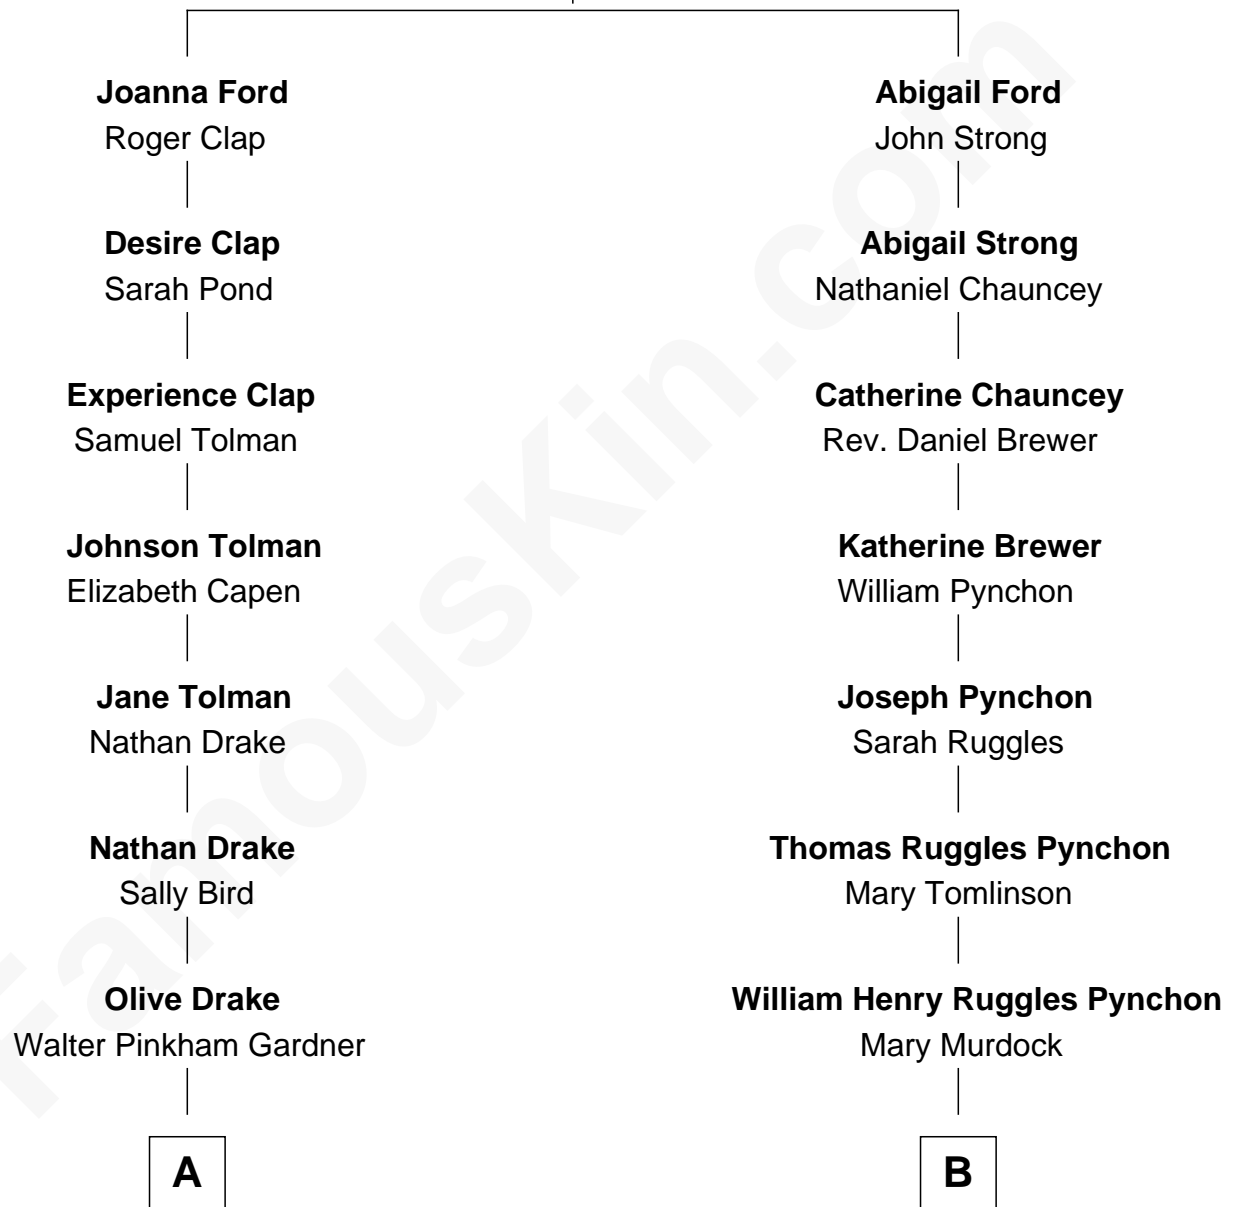 Joanna Ford
Roger Clap
Desire Clap
Sarah Pond
Experience Clap
Samuel Tolman
Johnson Tolman
Elizabeth Capen
Jane Tolman
Nathan Drake
Nathan Drake
Sally Bird
Olive Drake
Walter Pinkham Gardner
A
Abigail Ford
John Strong
Abigail Strong
Nathaniel Chauncey
Catherine Chauncey
Rev. Daniel Brewer
Katherine Brewer
William Pynchon
Joseph Pynchon
Sarah Ruggles
Thomas Ruggles Pynchon
Mary Tomlinson
William Henry Ruggles Pynchon
Mary Murdock
B
FamousKin.com